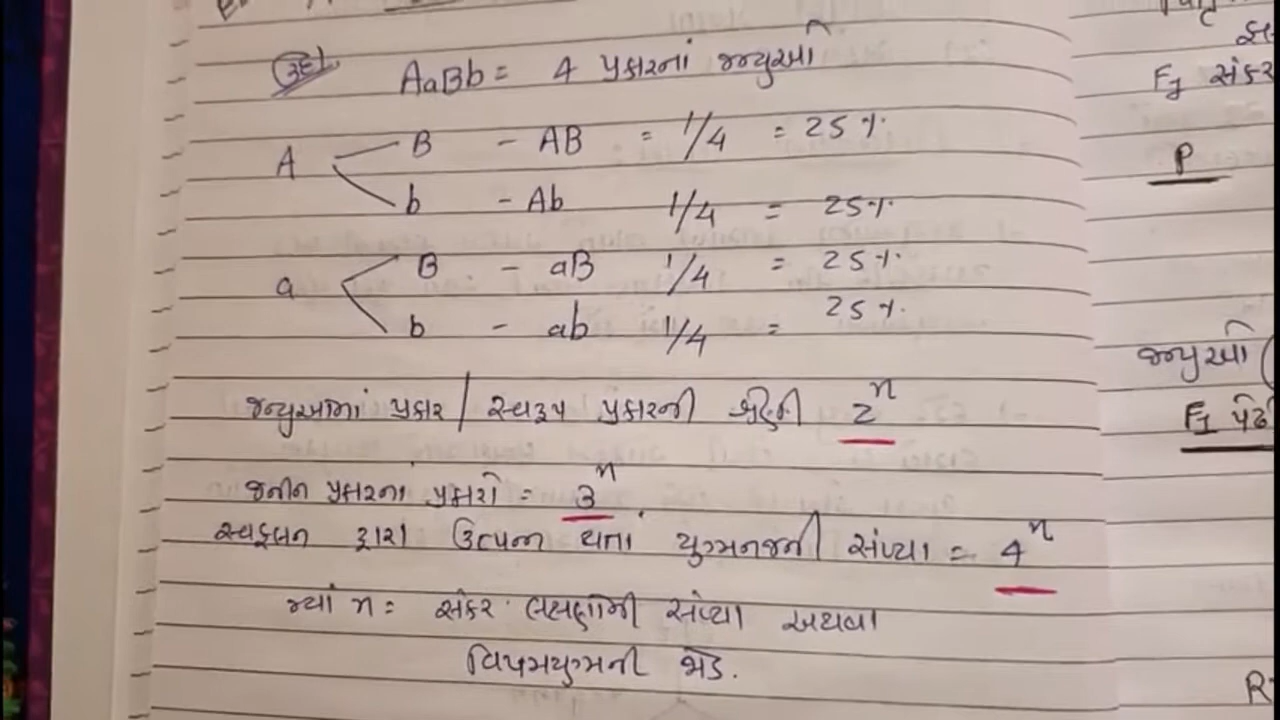 ઉદા.
AaBb = 4 પ્રકારનાં જન્યુઓ
A B - AB = 1/4 = 25%
b - Ab 1/4 = 25%
a B - aB 1/4 = 25%
b - ab 1/4 = 25%
જન્યુઓમાં પ્રકાર / સ્વરૂપ પ્રકારની શ્રેણી 2^n
જનીન પ્રકારનાં પ્રકારો = 3^n.
સ્વફલન દ્વારા ઉત્પન્ન થતા યુગ્મનજની સંખ્યા = 4^n
જ્યાં n = સંકર લક્ષણોની સંખ્યા અથવા
વિષમયુગ્મની જોડ.
F1 સંકર
P
જન્યુઓ (
F1 પેઢી